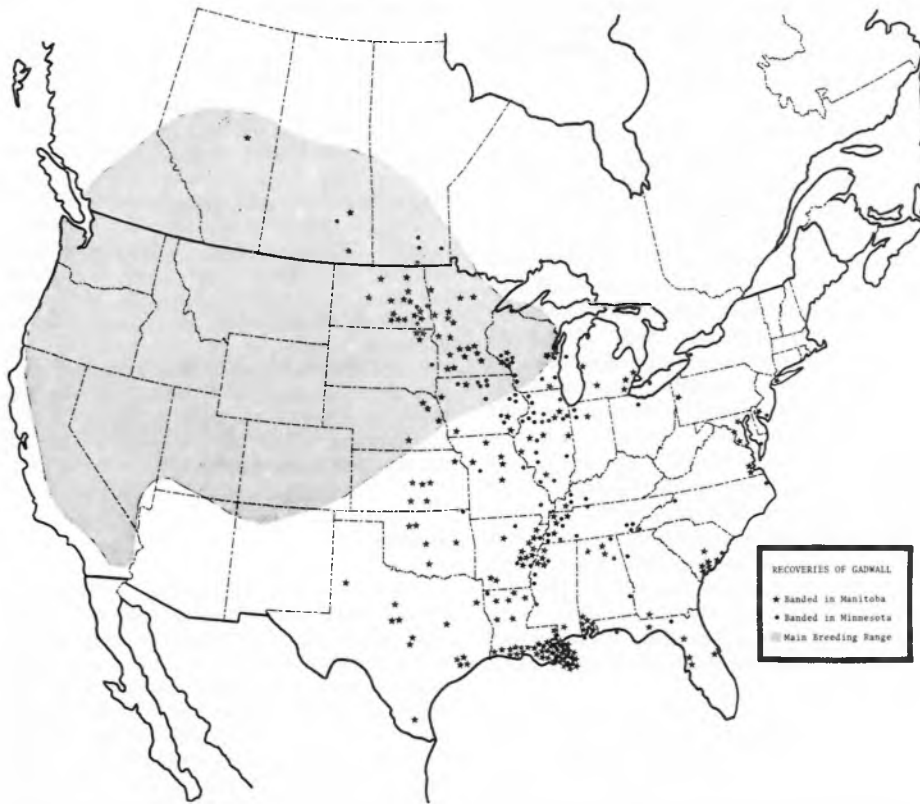 RECOVERIES OF GADWALL
★ Banded in Manitoba
• Banded in Minnesota
Main Breeding Range